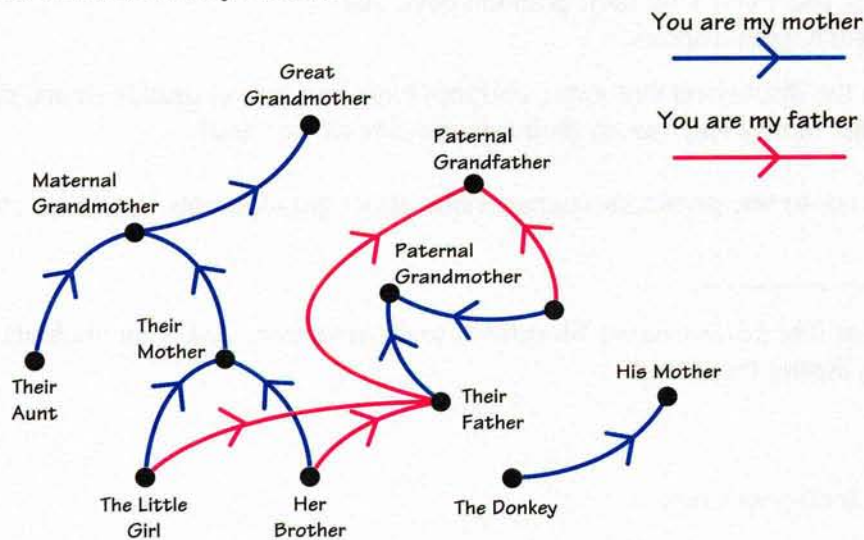 You are my mother
You are my father
Great
Grandmother
Paternal
Grandfather
Maternal
Grandmother
Paternal
Grandmother
Their
Mother
Their
Aunt
His Mother
Their
Father
The Little
Girl
Her
Brother
The Donkey